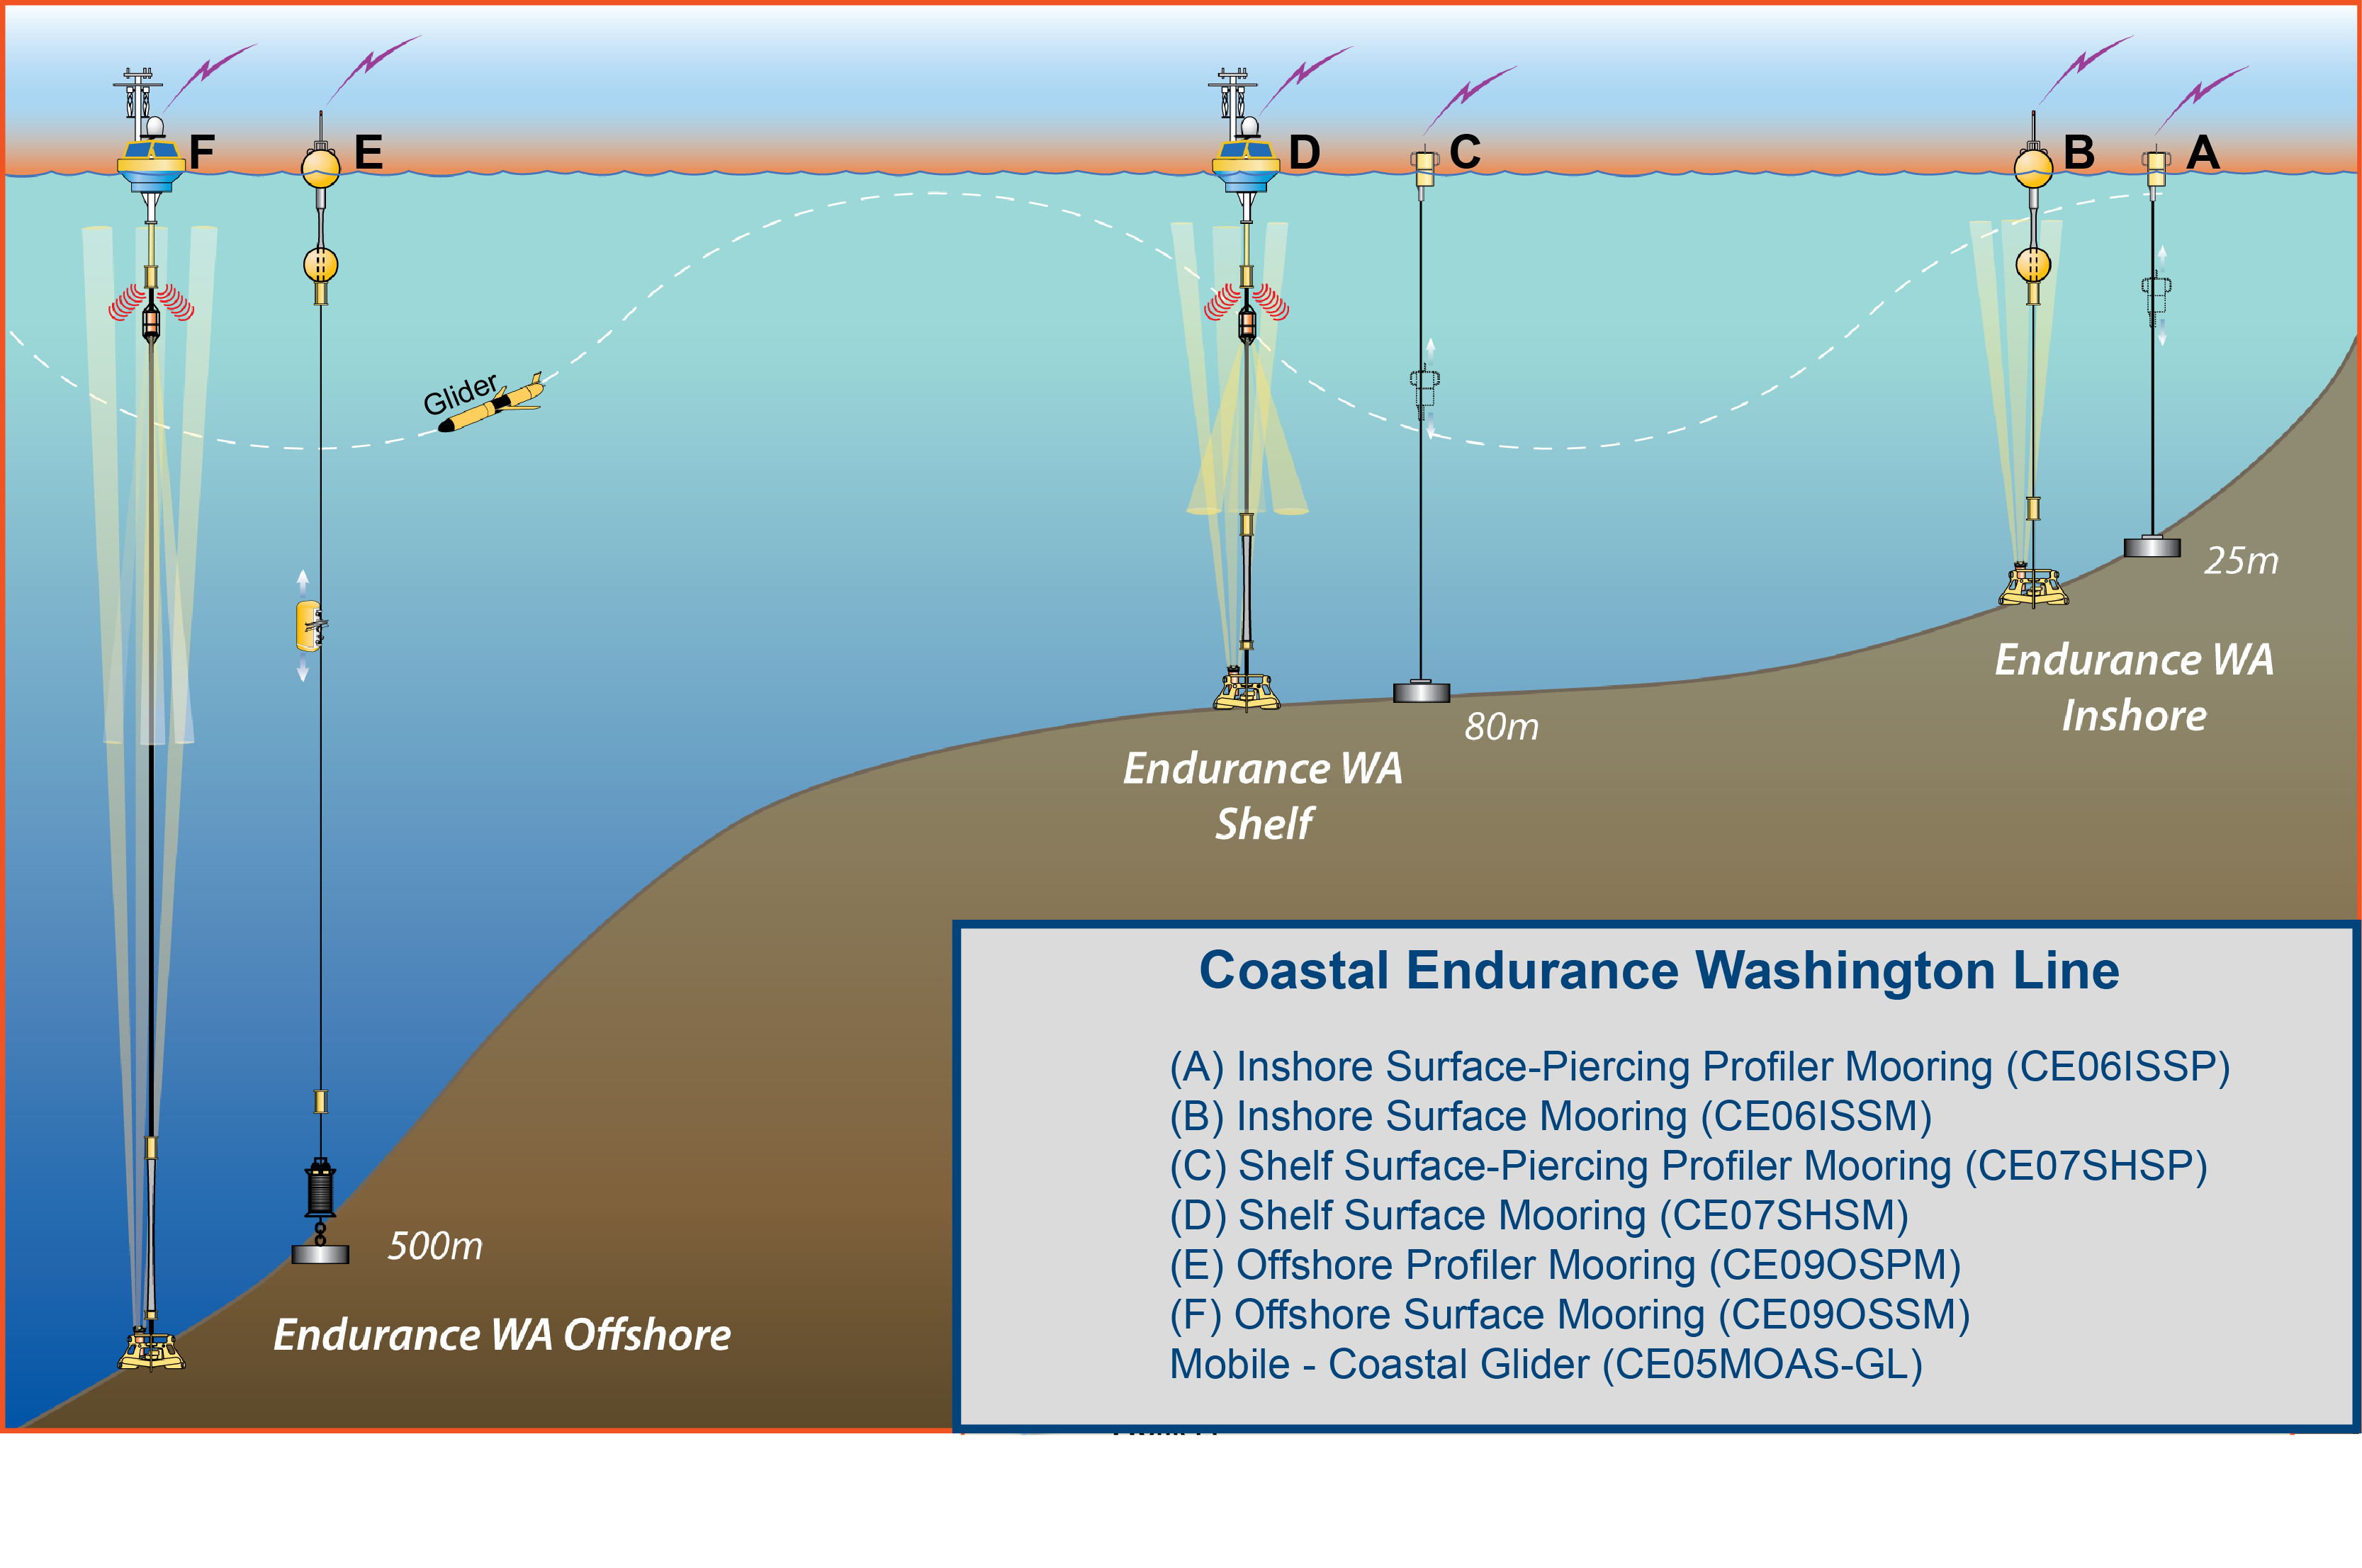 F
E
D
C
B
A
Glider
25m
Endurance WA
Inshore
80m
Endurance WA
Shelf
500m
Endurance WA Offshore
Coastal Endurance Washington Line
(A) Inshore Surface-Piercing Profiler Mooring (CE06ISSP)
(B) Inshore Surface Mooring (CE06ISSM)
(C) Shelf Surface-Piercing Profiler Mooring (CE07SHSP)
(D) Shelf Surface Mooring (CE07SHSM)
(E) Offshore Profiler Mooring (CE09OSPM)
(F) Offshore Surface Mooring (CE09OSSM)
Mobile - Coastal Glider (CE05MOAS-GL)